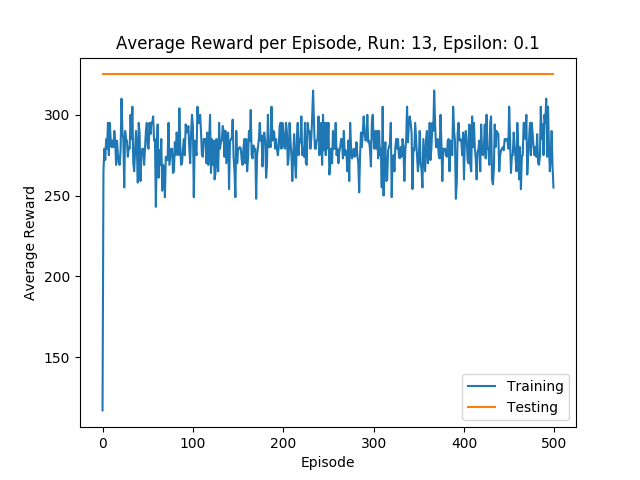 Average Reward per Episode, Run: 13, Epsilon: 0.1
Average Reward
300
250
200
150
0
100
200
300
400
500
Episode
Training
Testing